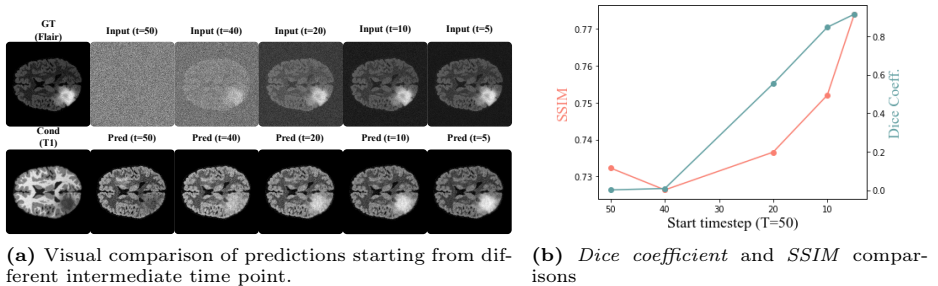 GT
(Flair)
Input (t=50)
Input (t=40)
Input (t=20)
Input (t=10)
Input (t=5)
Cond
(T1)
Pred (t=50)
Pred (t=40)
Pred (t=20)
Pred (t=10)
Pred (t=5)
(a) Visual comparison of predictions starting from dif-
ferent intermediate time point.
SSIM
0.77
0.76
0.75
0.74
0.73
0.8
0.6
0.4
0.2
0.0
Dice Coeff.
50
40
20
10
Start timestep (T=50)
(b) Dice coefficient and SSIM compar-
isons